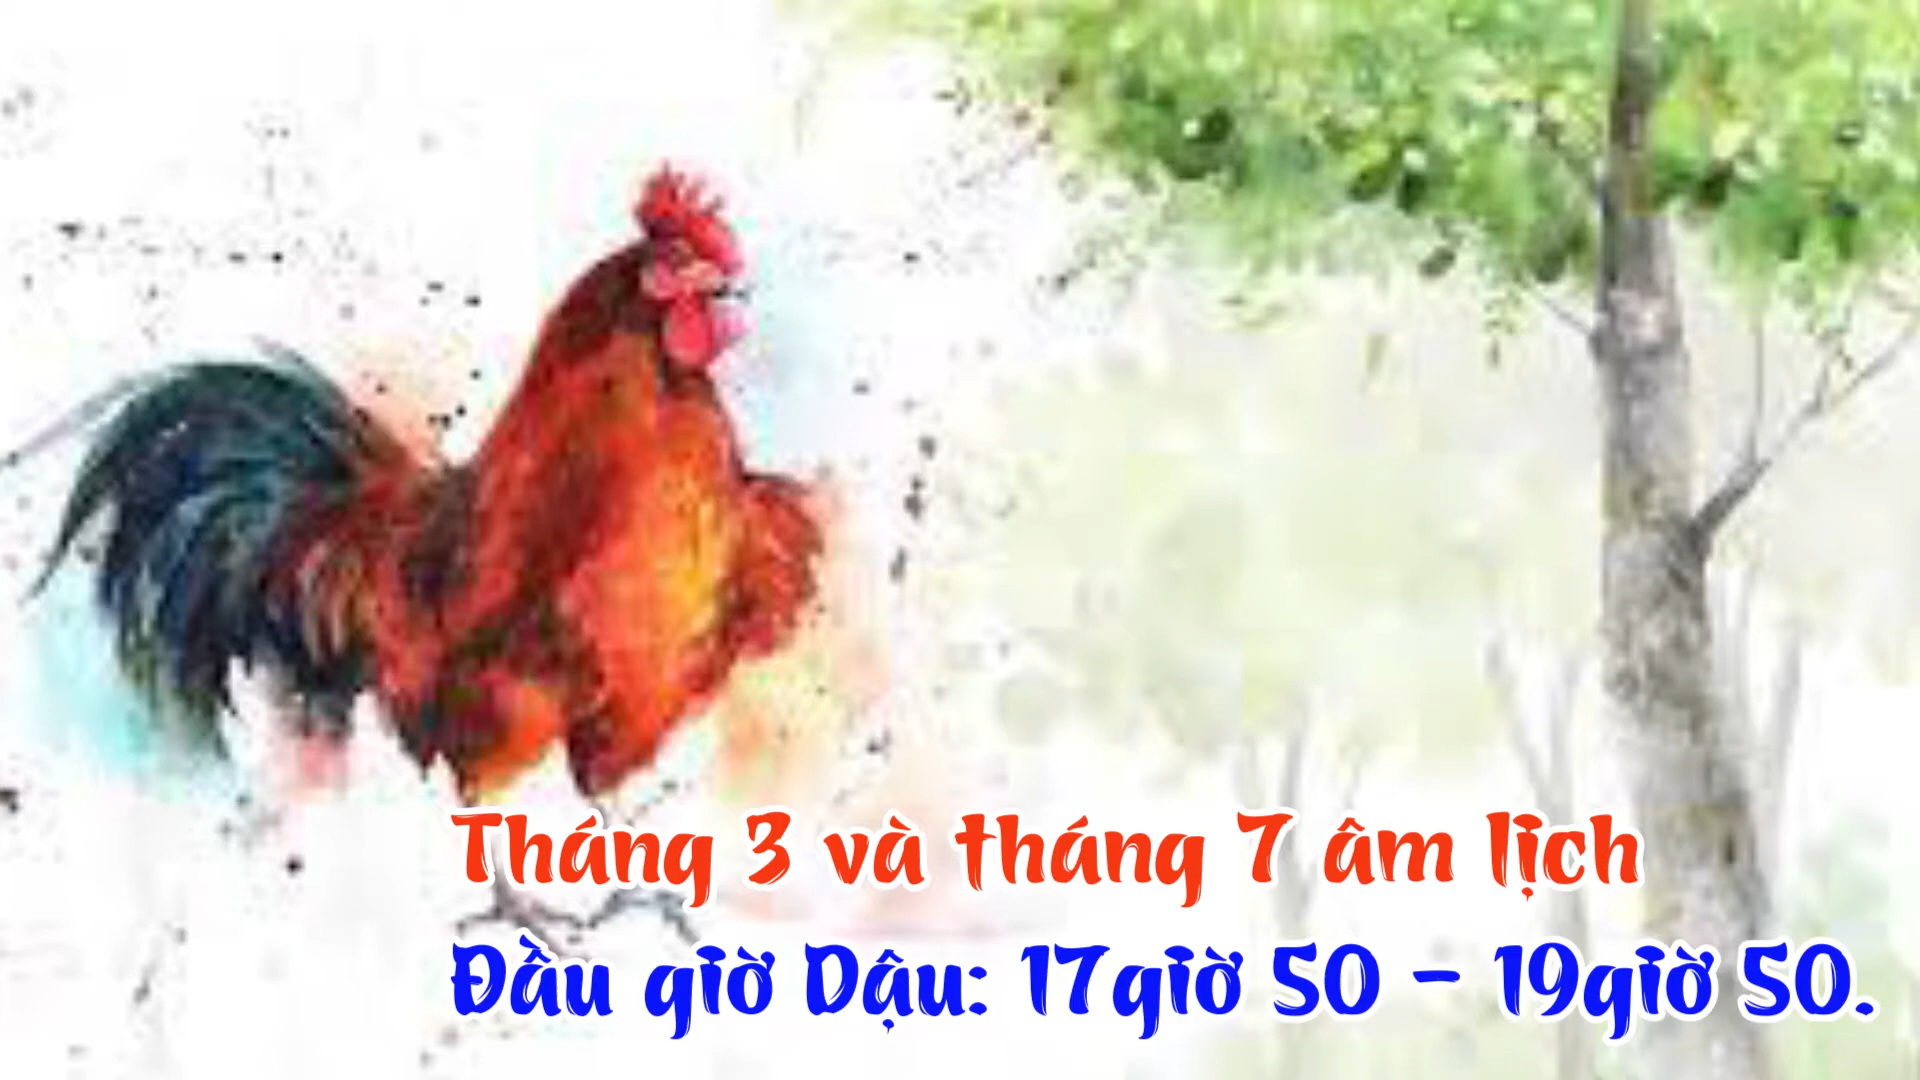 Tháng 3 và tháng 7 âm lịch
Đầu giờ Dậu: 17giờ 50 - 19giờ 50.